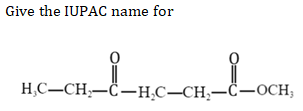 Give the IUPAC name for
O O
H₃C—CH₂—C—H₂C—CH₂—C—OCH₃